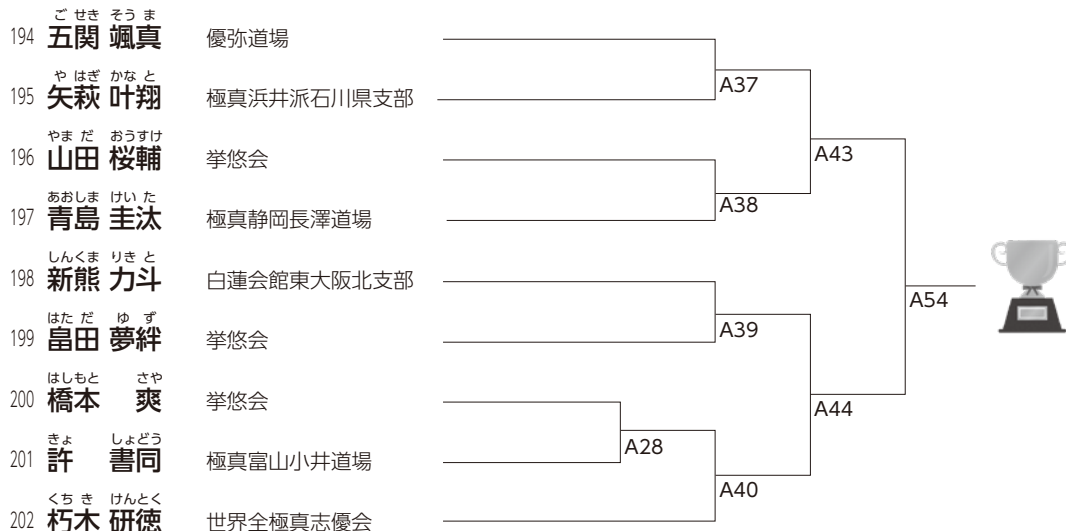 ご せき そう ま
194 五関 颯真 優弥道場
A37
や はぎ かな と
195 矢萩 叶翔 極真浜井派石川県支部
A43
やま だ おうすけ
196 山田 桜輔 挙悠会
A38
あおしま けい た
197 青島 圭汰 極真静岡長澤道場
しんくま りき と
198 新熊 力斗 白蓮会館東大阪北支部
A54
はた だ ゆ ず
199 畠田 夢絆 挙悠会
A39
はしもと さや
200 橋本 爽 挙悠会
A44
きょ しょどう
201 許 書同 極真富山小井道場
A28
A40
くち き けんとく
202 朽木 研徳 世界全極真志優会